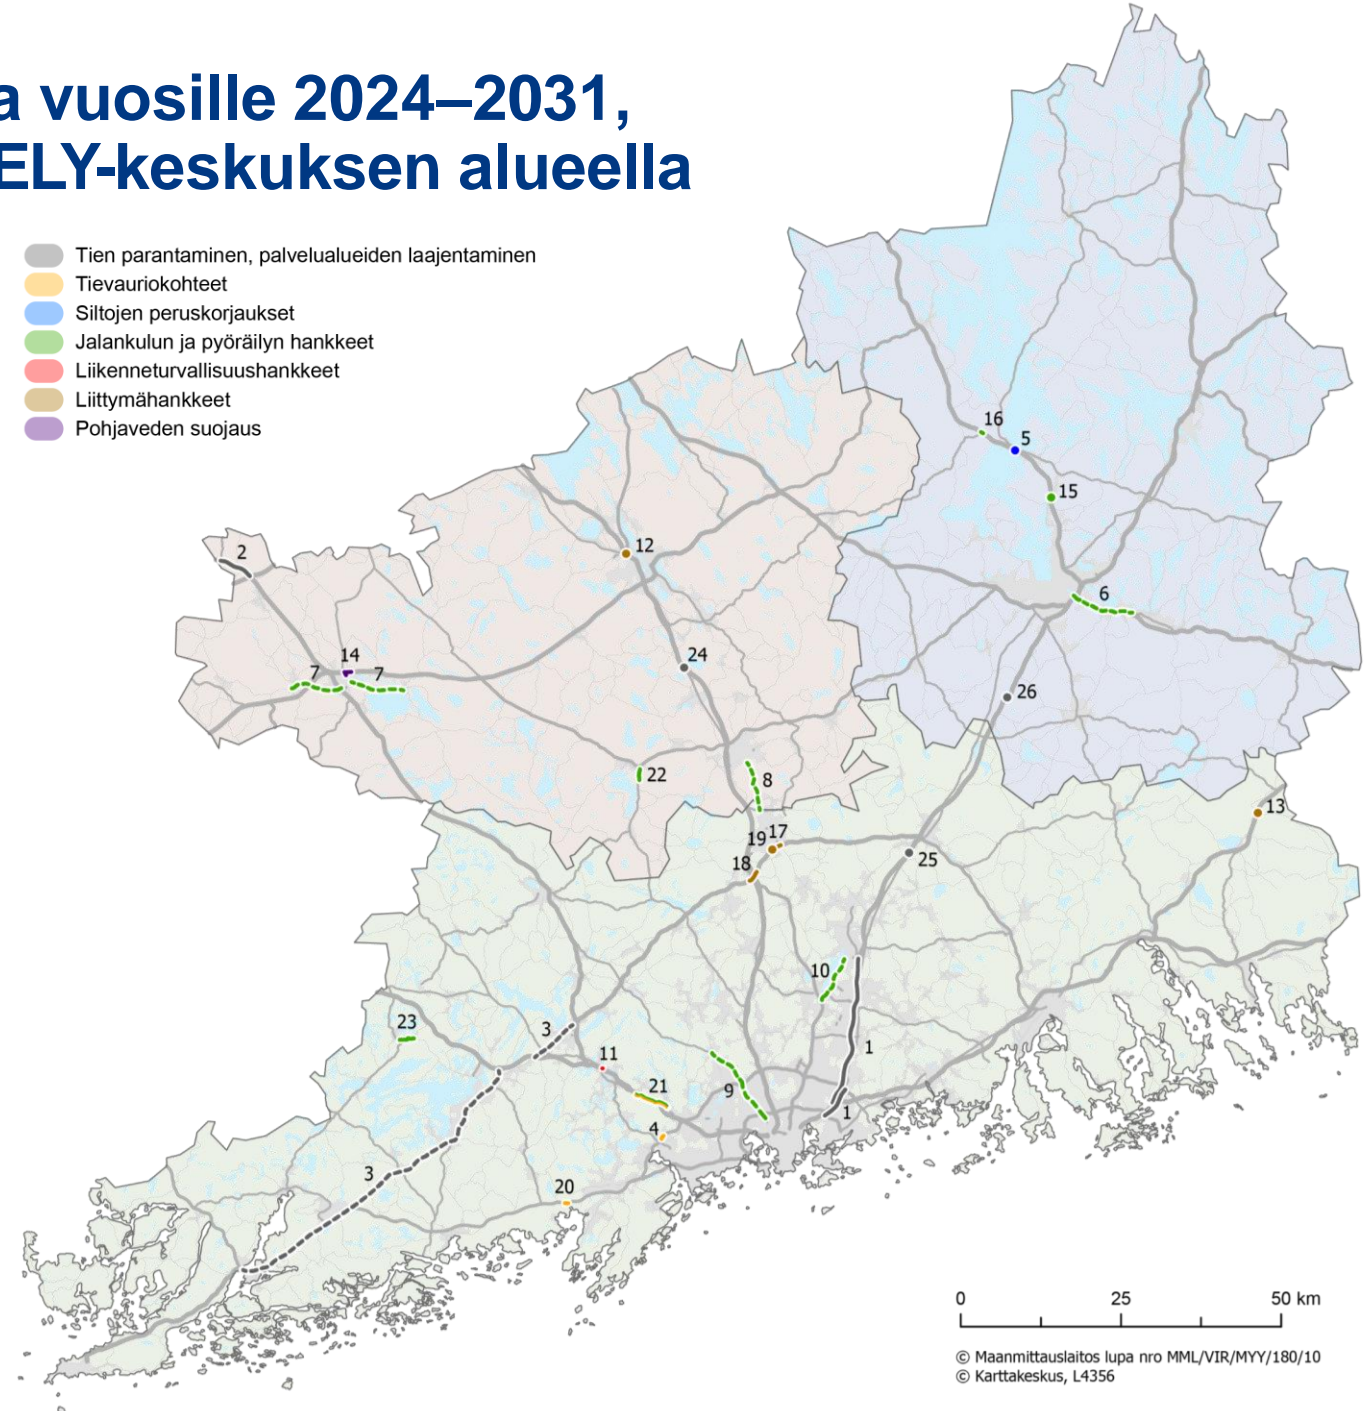 a vuosille 2024–2031,
ELY-keskuksen alueella
Tien parantaminen, palvelualueiden laajentaminen
Tievauriokohteet
Siltojen peruskorjaukset
Jalankulun ja pyöräilyn hankkeet
Liikenneturvallisuushankkeet
Liittymähankkeet
Pohjaveden suojaus
16
5
15
12
2
6
14
7
7
24
26
22
8
13
19
17
18
25
10
23
3
11
1
21
9
1
4
3
20
0 25 50 km
© Maanmittauslaitos lupa nro MML/VIR/MYY/180/10
© Karttakeskus, L4356